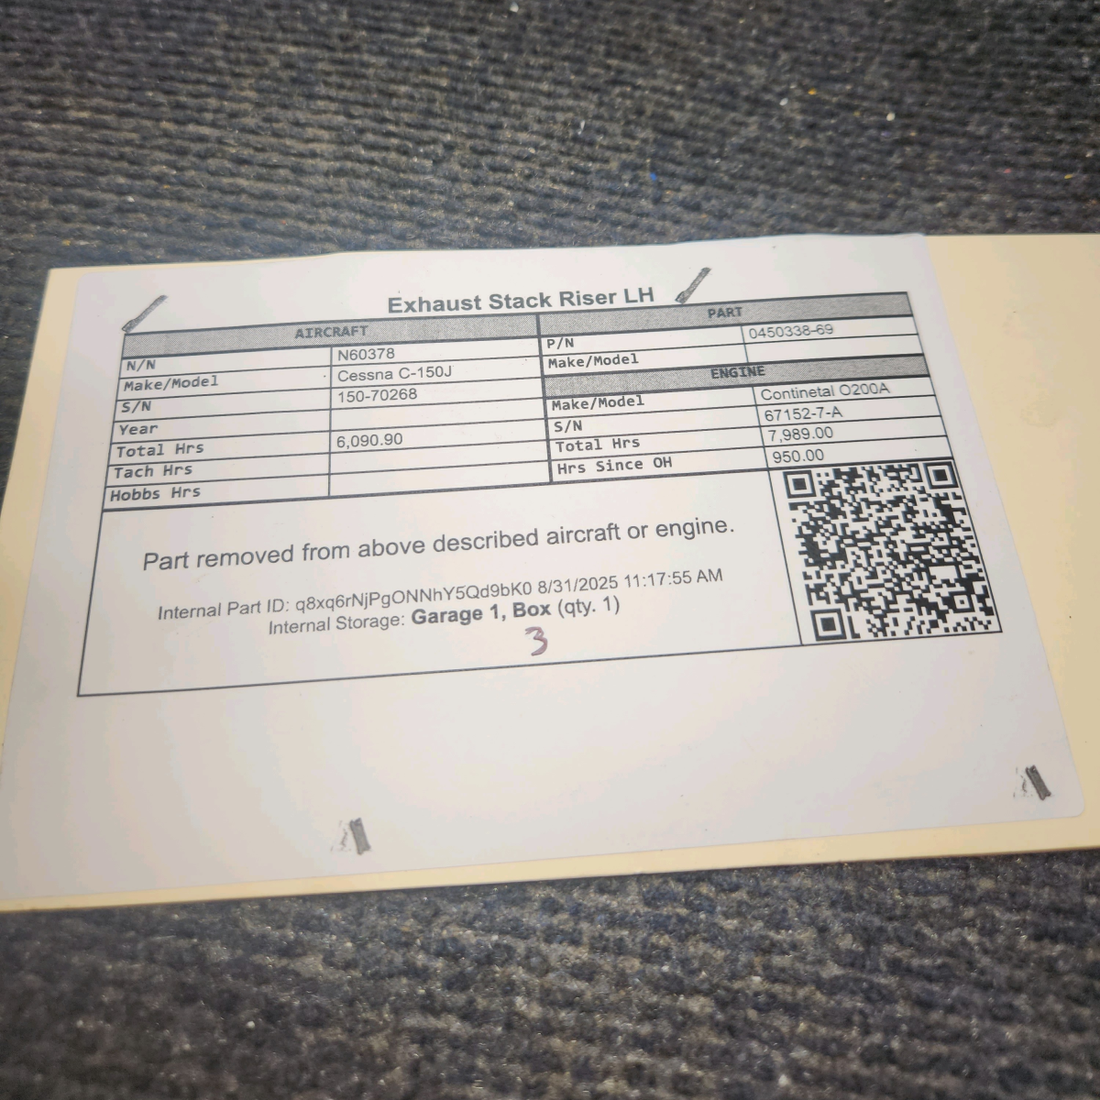 Exhaust Stack Riser LH
AIRCRAFT
N/N N60378
Make/Model Cessna C-150J
S/N 150-70268
Year
Total Hrs 6,090.90
Tach Hrs
Hobbs Hrs
PART
P/N 0450338-69
Make/Model
ENGINE
Make/Model Continetal O200A
S/N 67152-7-A
Total Hrs 7,989.00
Hrs Since OH 950.00
Part removed from above described aircraft or engine.
Internal Part ID: q8xq6rNjPgONNhY5Qd9bK0 8/31/2025 11:17:55 AM
Internal Storage: Garage 1, Box (qty. 1)
3